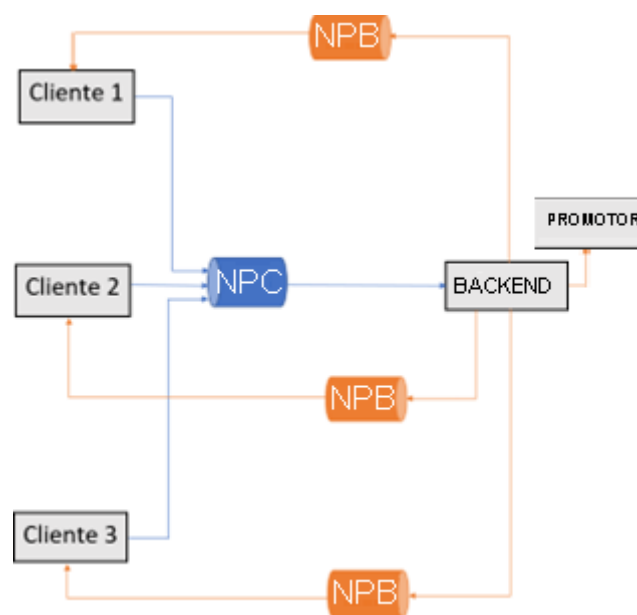 NPB
Cliente 1
PROMOTOR
Cliente 2
NPC
BACKEND
NPB
Cliente 3
NPB